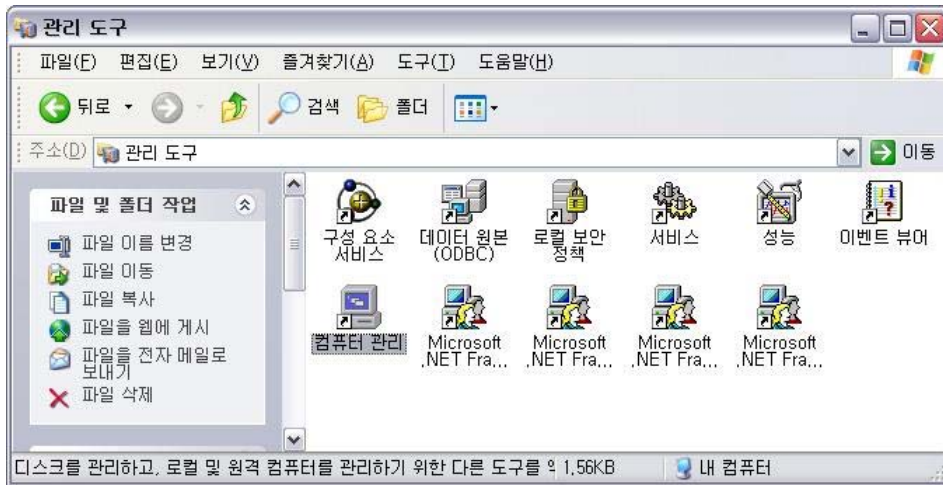 관리 도구
파일(F) 편집(E) 보기(V) 즐겨찾기(A) 도구(T) 도움말(H)
뒤로 검색 폴더
주소(D) 관리 도구 이동
파일 및 폴더 작업
파일 이름 변경
파일 이동
파일 복사
파일을 웹에 게시
파일을 전자 메일로
보내기
파일 삭제
구성 요소
서비스
데이터 원본
(ODBC)
로컬 보안
정책
서비스
성능
이벤트 뷰어
컴퓨터 관리
Microsoft
.NET Fra...
Microsoft
.NET Fra...
Microsoft
.NET Fra...
Microsoft
.NET Fra...
디스크를 관리하고, 로컬 및 원격 컴퓨터를 관리하기 위한 다른 도구를 1,56KB 내 컴퓨터